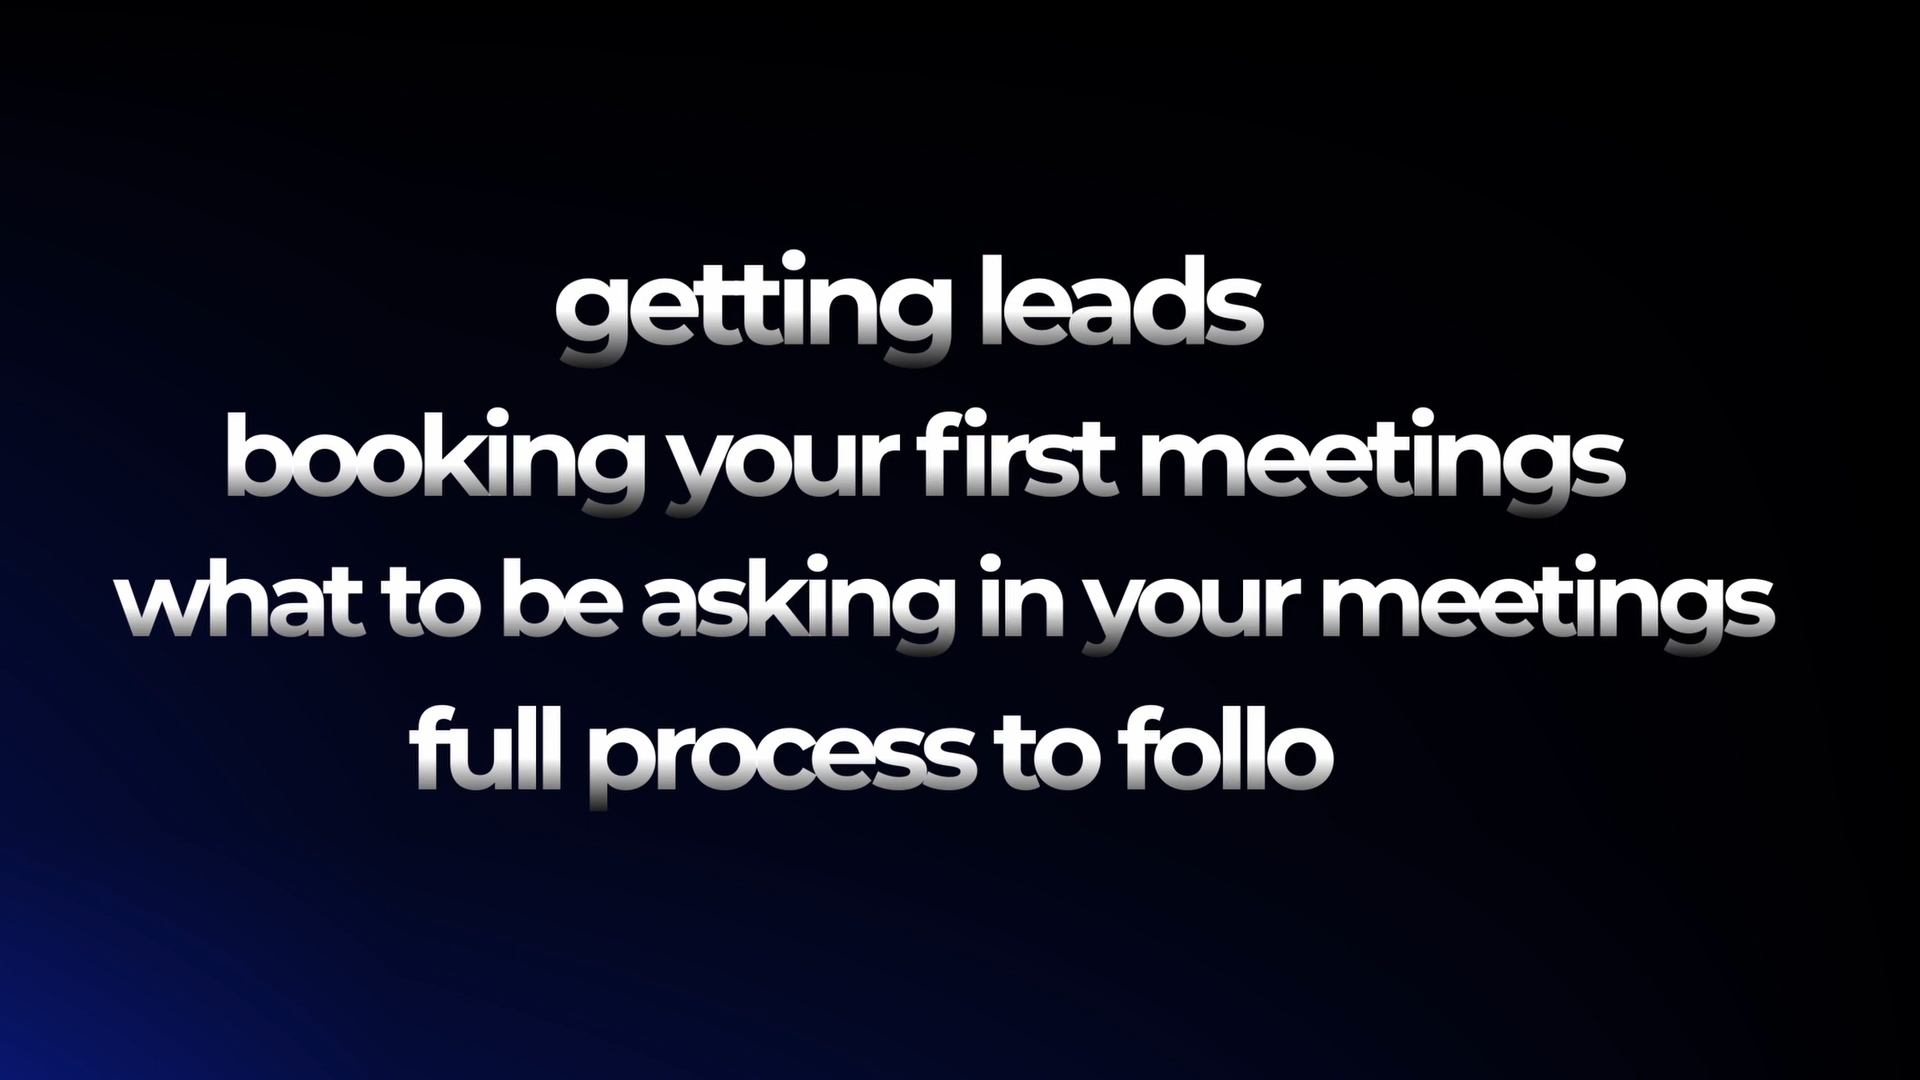 getting leads
booking your first meetings
what to be asking in your meetings
full process to follo